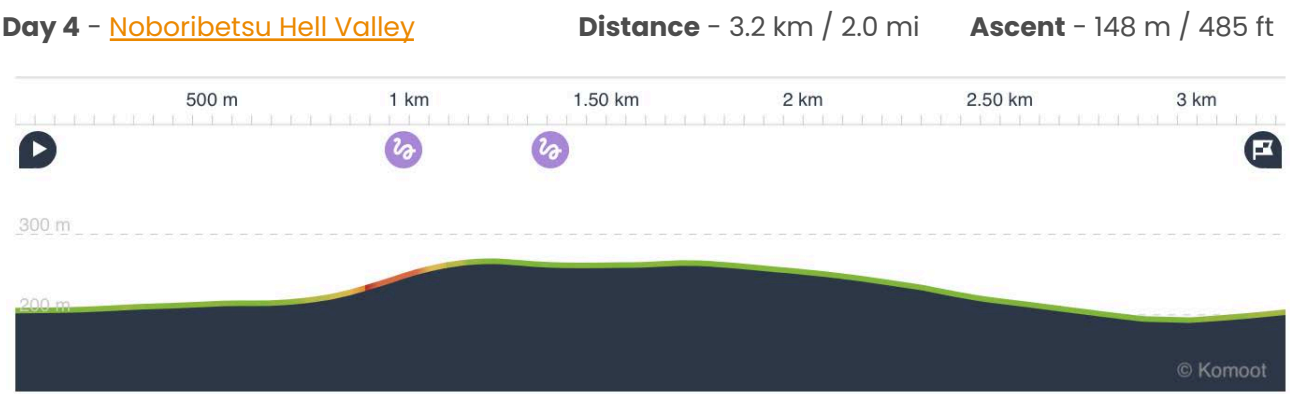 Day 4 - Noboribetsu Hell Valley Distance - 3.2 km / 2.0 mi Ascent - 148 m / 485 ft
500 m 1 km 1.50 km 2 km 2.50 km 3 km
300 m
200 m
© Komoot